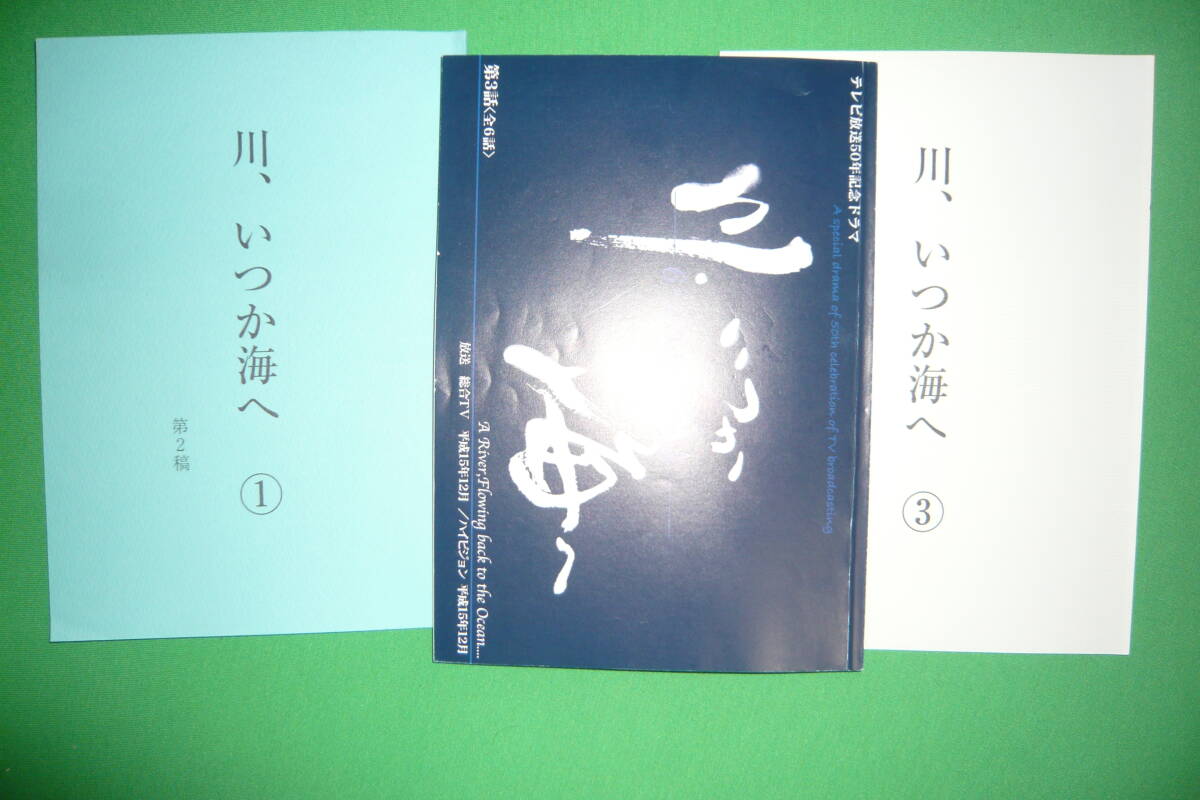 川、いつか海へ
①
第2稿
テレビ放送50年記念ドラマ
A special drama of 50th celebration of TV broadcasting
川、いつか
海へ
A River,Flowing back to the Ocean....
放送 総合TV 平成15年12月 ／ハイビジョン 平成15年12月
第3話〈全6話〉
川、いつか海へ
③